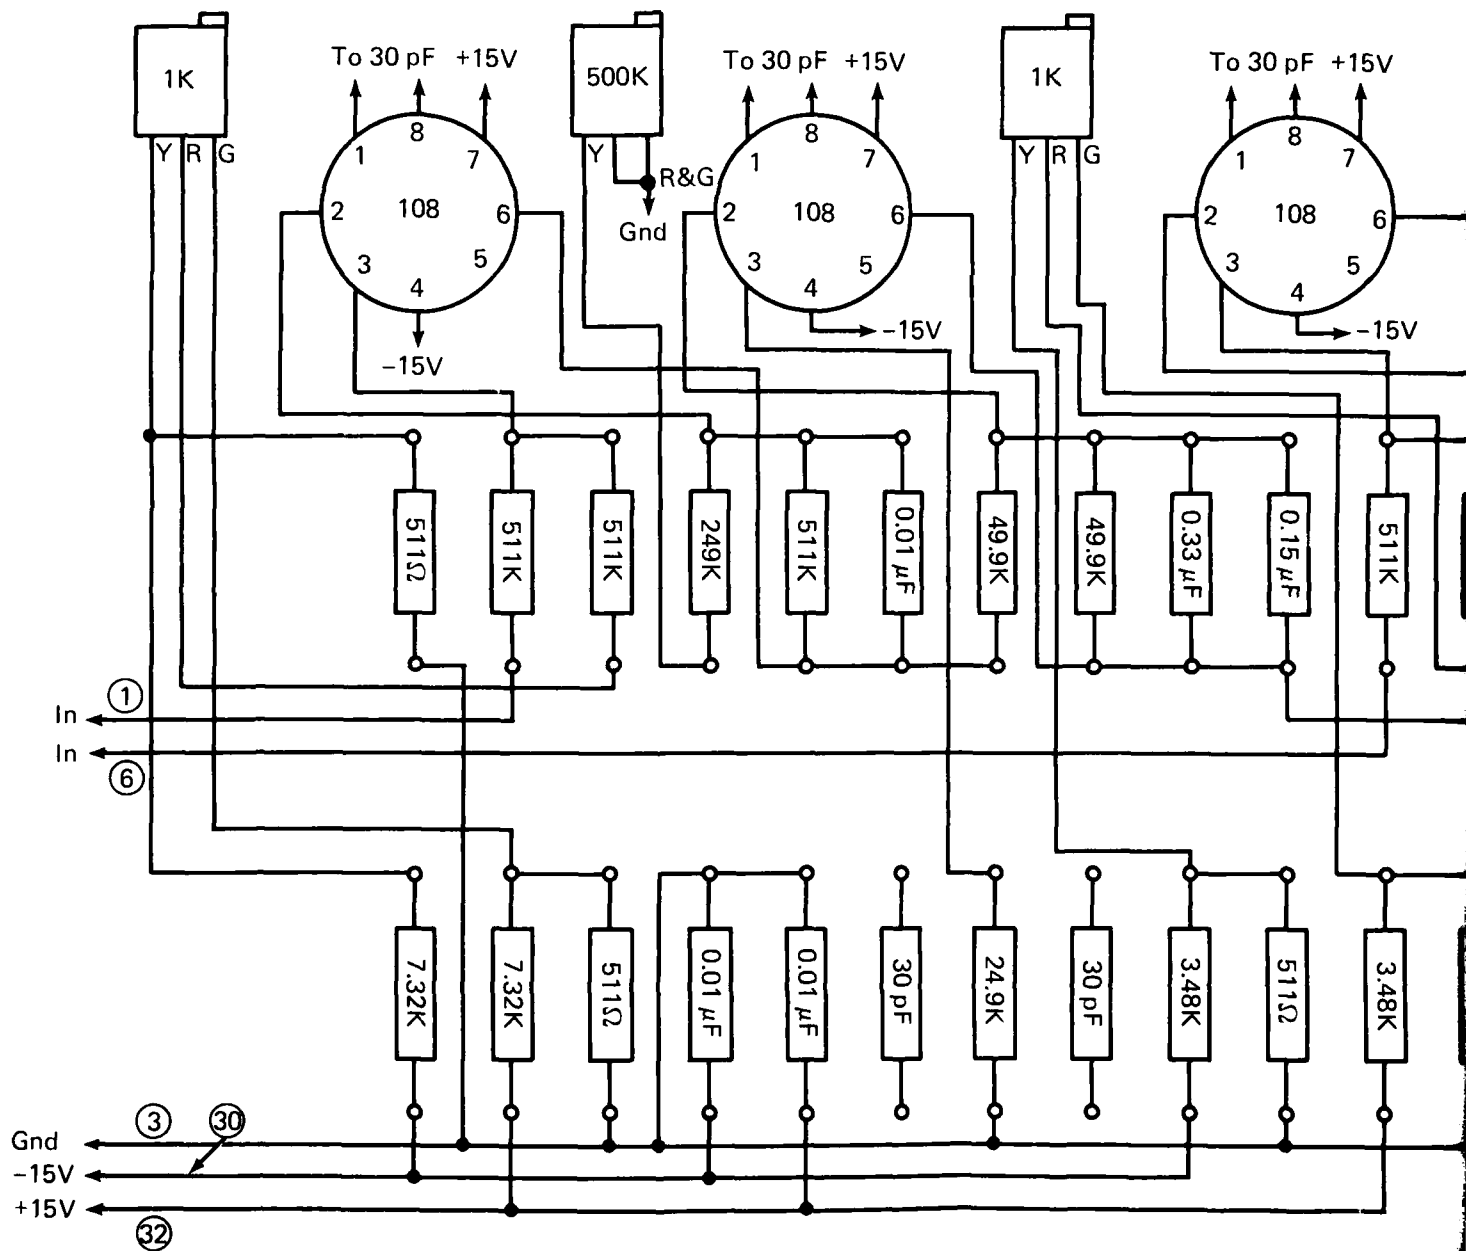 1K
Y R G
To 30 pF +15V
8
1 7
2 108 6
3 5
4
−15V
500K
Y
R&G
Gnd
To 30 pF +15V
8
1 7
2 108 6
3 5
4
−15V
1K
Y R G
To 30 pF +15V
8
1 7
2 108 6
3 5
4
−15V
511Ω
511K
511K
249K
511K
0.01 µF
49.9K
49.9K
0.33 µF
0.15 µF
511K
1
In
In
6
7.32K
7.32K
511Ω
0.01 µF
0.01 µF
30 pF
24.9K
30 pF
3.48K
511Ω
3.48K
3 30
Gnd
−15V
+15V
32